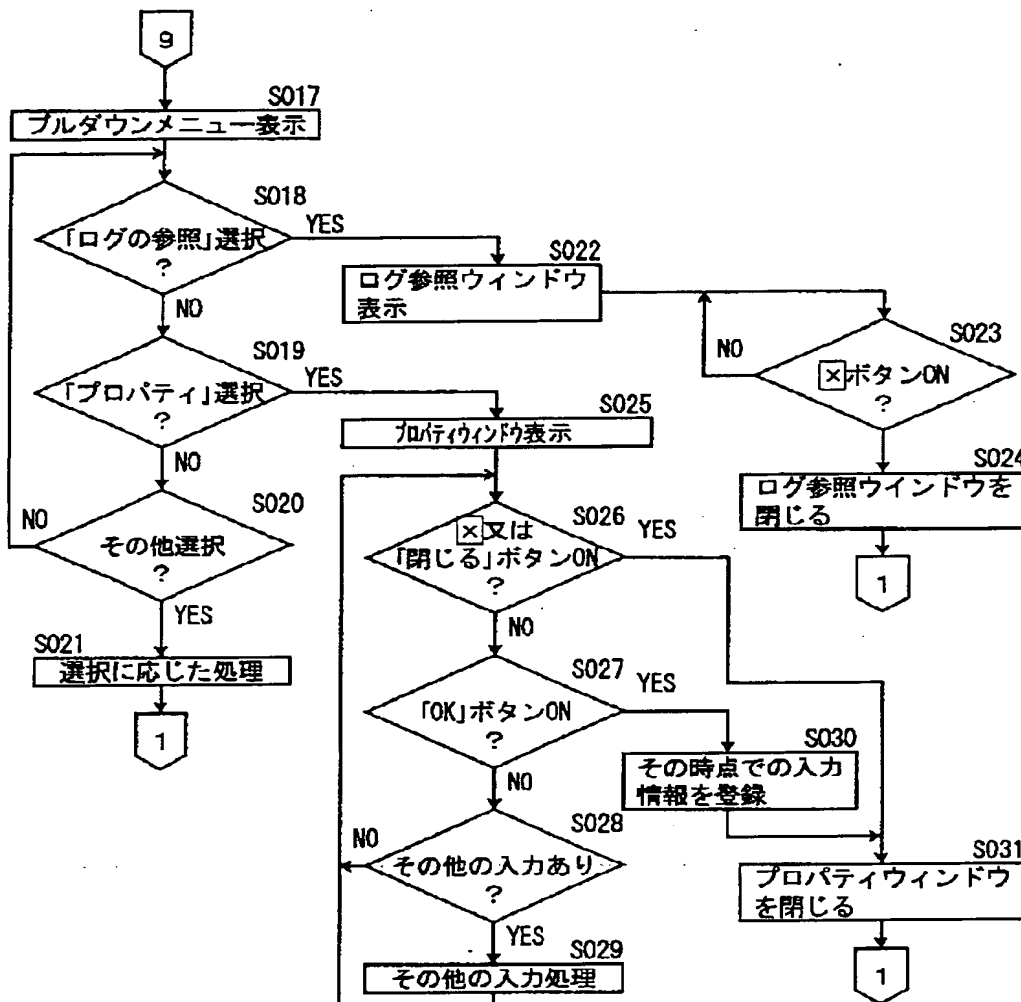 9
S017
プルダウンメニュー表示
S018
「ログの参照」選択
?
YES
NO
S022
ログ参照ウィンドウ
表示
S023
NO
×ボタンON
?
YES
S024
ログ参照ウインドウを
閉じる
1
S019
「プロパティ」選択
?
YES
NO
S025
プロパティウィンドウ表示
S020
NO
その他選択
?
YES
S021
選択に応じた処理
1
S026
×又は
「閉じる」ボタンON
?
YES
NO
S027
「OK」ボタンON
?
YES
NO
S030
その時点での入力
情報を登録
S028
NO
その他の入力あり
?
YES
S029
その他の入力処理
S031
プロパティウィンドウ
を閉じる
1